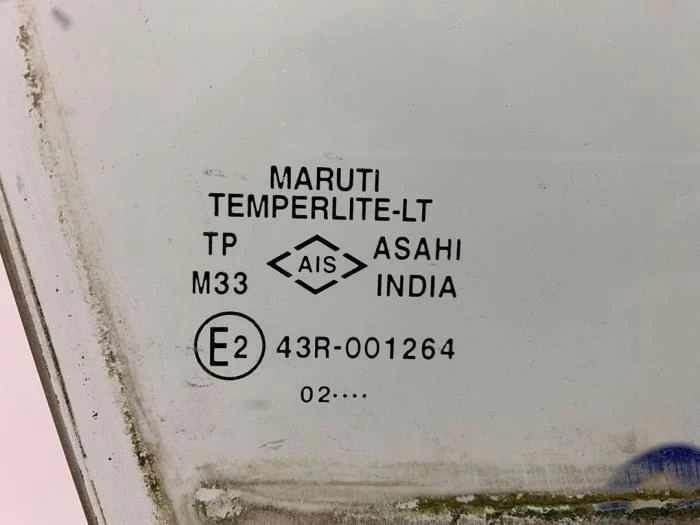 MARUTI
TEMPERLITE-LT
TP AIS ASAHI
M33 INDIA
E2 43R-001264
02····